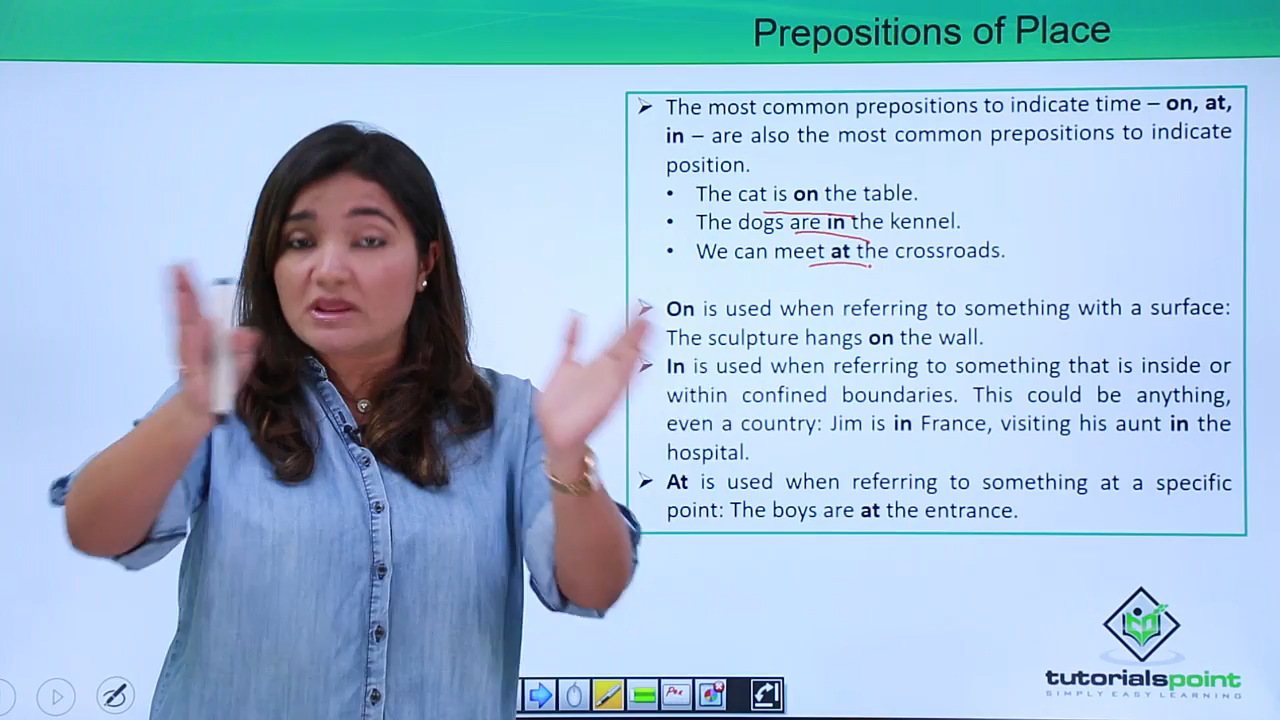 Prepositions of Place
➢ The most common prepositions to indicate time – on, at,
in – are also the most common prepositions to indicate
position.
• The cat is on the table.
• The dogs are in the kennel.
• We can meet at the crossroads.
➢ On is used when referring to something with a surface:
The sculpture hangs on the wall.
➢ In is used when referring to something that is inside or
within confined boundaries. This could be anything,
even a country: Jim is in France, visiting his aunt in the
hospital.
➢ At is used when referring to something at a specific
point: The boys are at the entrance.
tutorialspoint
SIMPLY EASY LEARNING
Pen